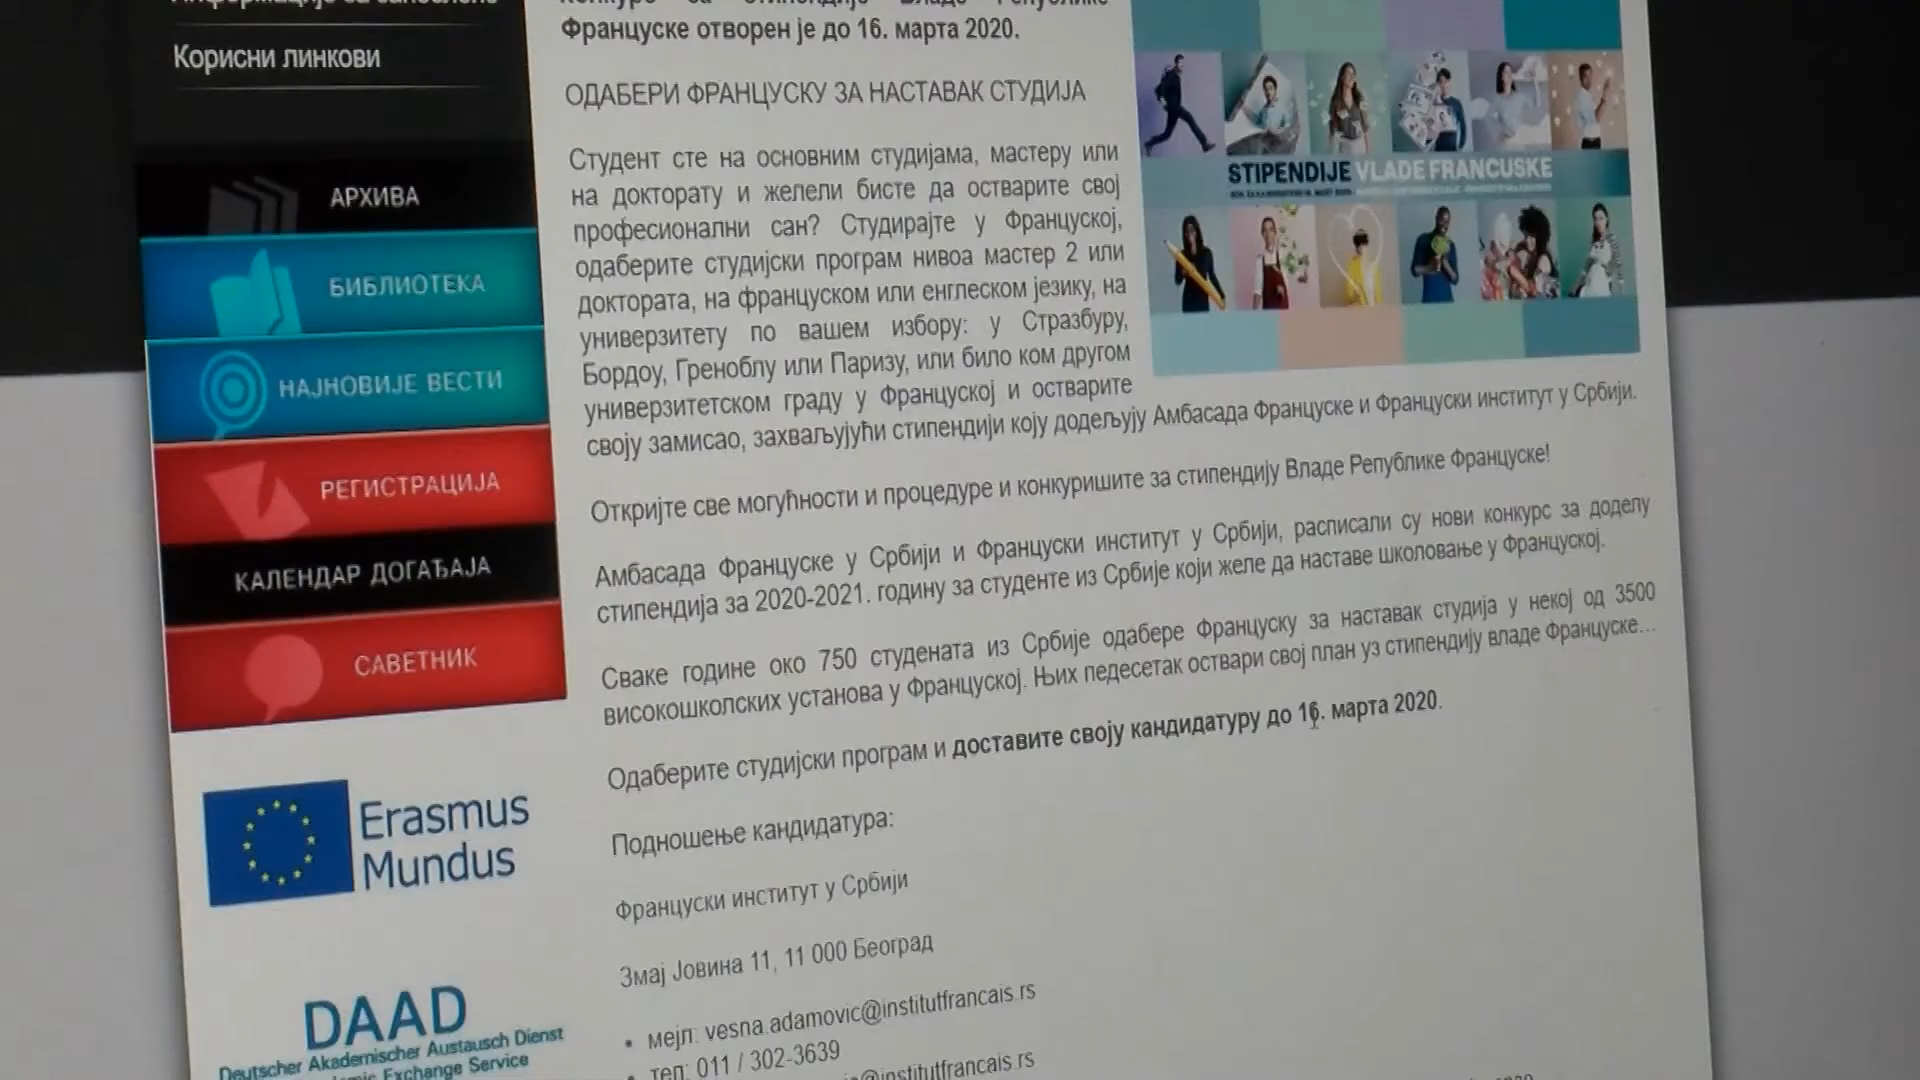 Корисни линкови
АРХИВА
БИБЛИОТЕКА
НАЈНОВИЈЕ ВЕСТИ
РЕГИСТРАЦИЈА
КАЛЕНДАР ДОГАЂАЈА
САВЕТНИК
Erasmus
Mundus
DAAD
Deutscher Akademischer Austausch Dienst
Exchange Service
Француске отворен је до 16. марта 2020.
ОДАБЕРИ ФРАНЦУСКУ ЗА НАСТАВАК СТУДИЈА
Студент сте на основним студијама, мастеру или
на докторату и желели бисте да остварите свој
професионални сан? Студирајте у Француској,
одаберите студијски програм нивоа мастер 2 или
доктората, на француском или енглеском језику, на
универзитету по вашем избору: у Стразбуру,
Бордоу, Греноблу или Паризу, или било ком другом
универзитетском граду у Француској и остварите
своју замисао, захваљујући стипендији коју додељују Амбасада Француске и Француски институт у Србији.
STIPENDIJE VLADE FRANCUSKE
Откријте све могућности и процедуре и конкуришите за стипендију Владе Републике Француске!
Амбасада Француске у Србији и Француски институт у Србији, расписали су нови конкурс за доделу
стипендија за 2020-2021. годину за студенте из Србије који желе да наставе школовање у Француској.
Сваке године око 750 студената из Србије одабере Француску за наставак студија у некој од 3500
високошколских установа у Француској. Њих педесетак оствари свој план уз стипендију владе Француске...
Одаберите студијски програм и доставите своју кандидатуру до 16. марта 2020.
Подношење кандидатура:
Француски институт у Србији
Змај Јовина 11, 11 000 Београд
• мејл: vesna.adamovic@institutfrancais.rs
• тел: 011 / 302-3639
@institutfrancais.rs